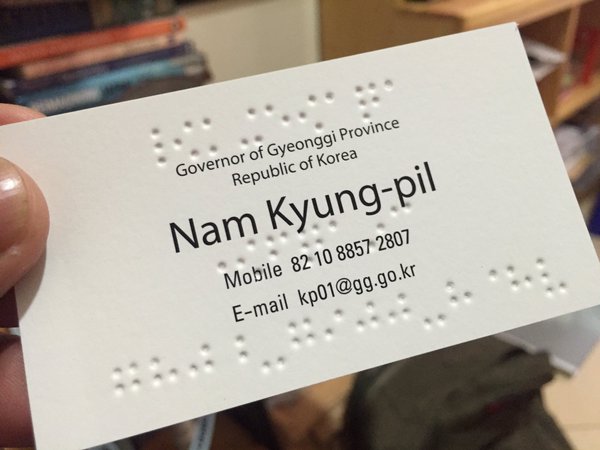 Governor of Gyeonggi Province
Republic of Korea
Nam Kyung-pil
Mobile 82 10 8857 2807
E-mail kp01@gg.go.kr